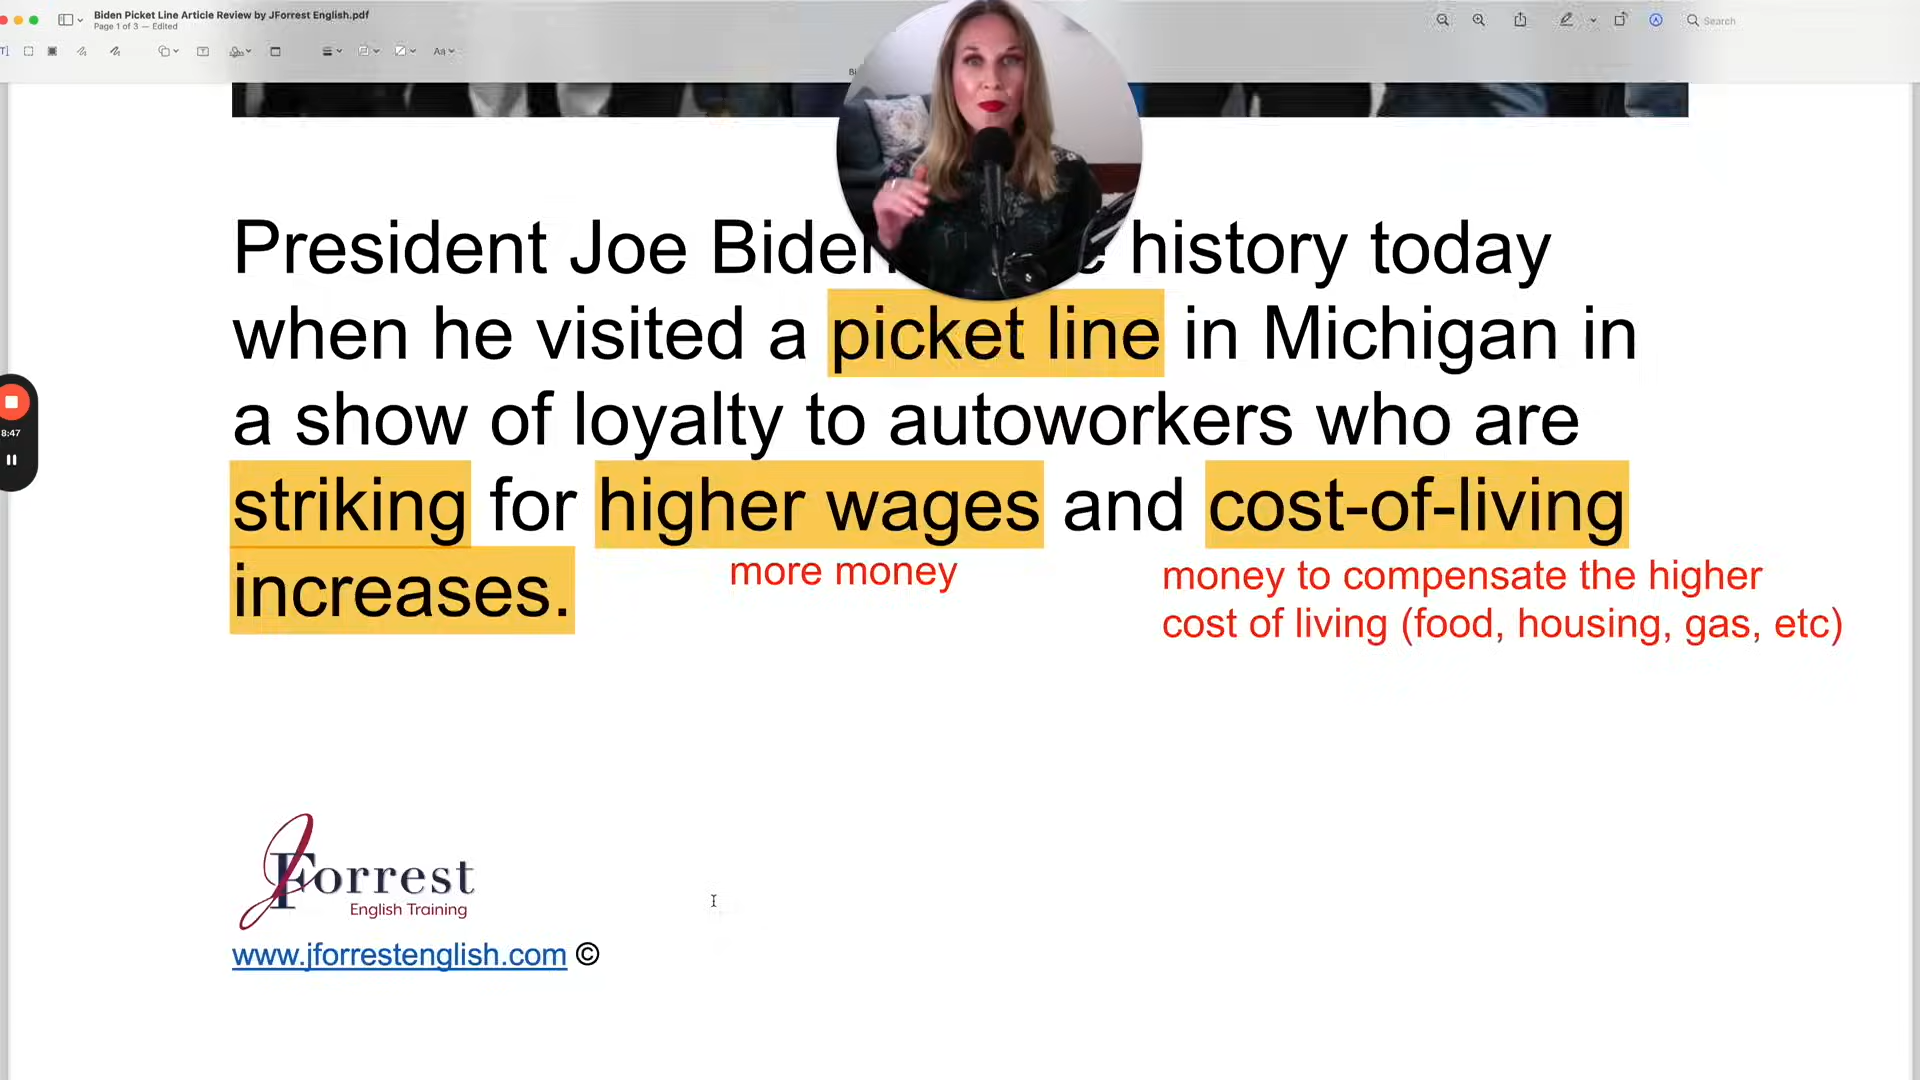 Biden Picket Line Article Review by JForrest English.pdf
Page 1 of 3 — Edited
Search
Aa
Bi
President Joe Biden history today
when he visited a picket line in Michigan in
a show of loyalty to autoworkers who are
striking for higher wages and cost-of-living
increases.
more money
money to compensate the higher
cost of living (food, housing, gas, etc)
8:47
JForrest
English Training
www.jforrestenglish.com ©